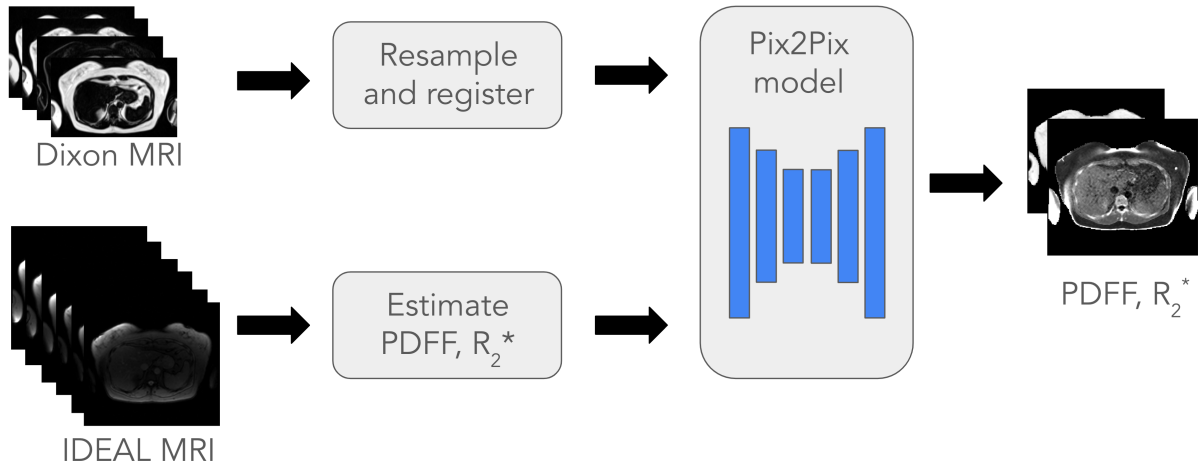 Resample
and register
Dixon MRI
Pix2Pix
model
Estimate
PDFF, R₂*
IDEAL MRI
PDFF, R₂*